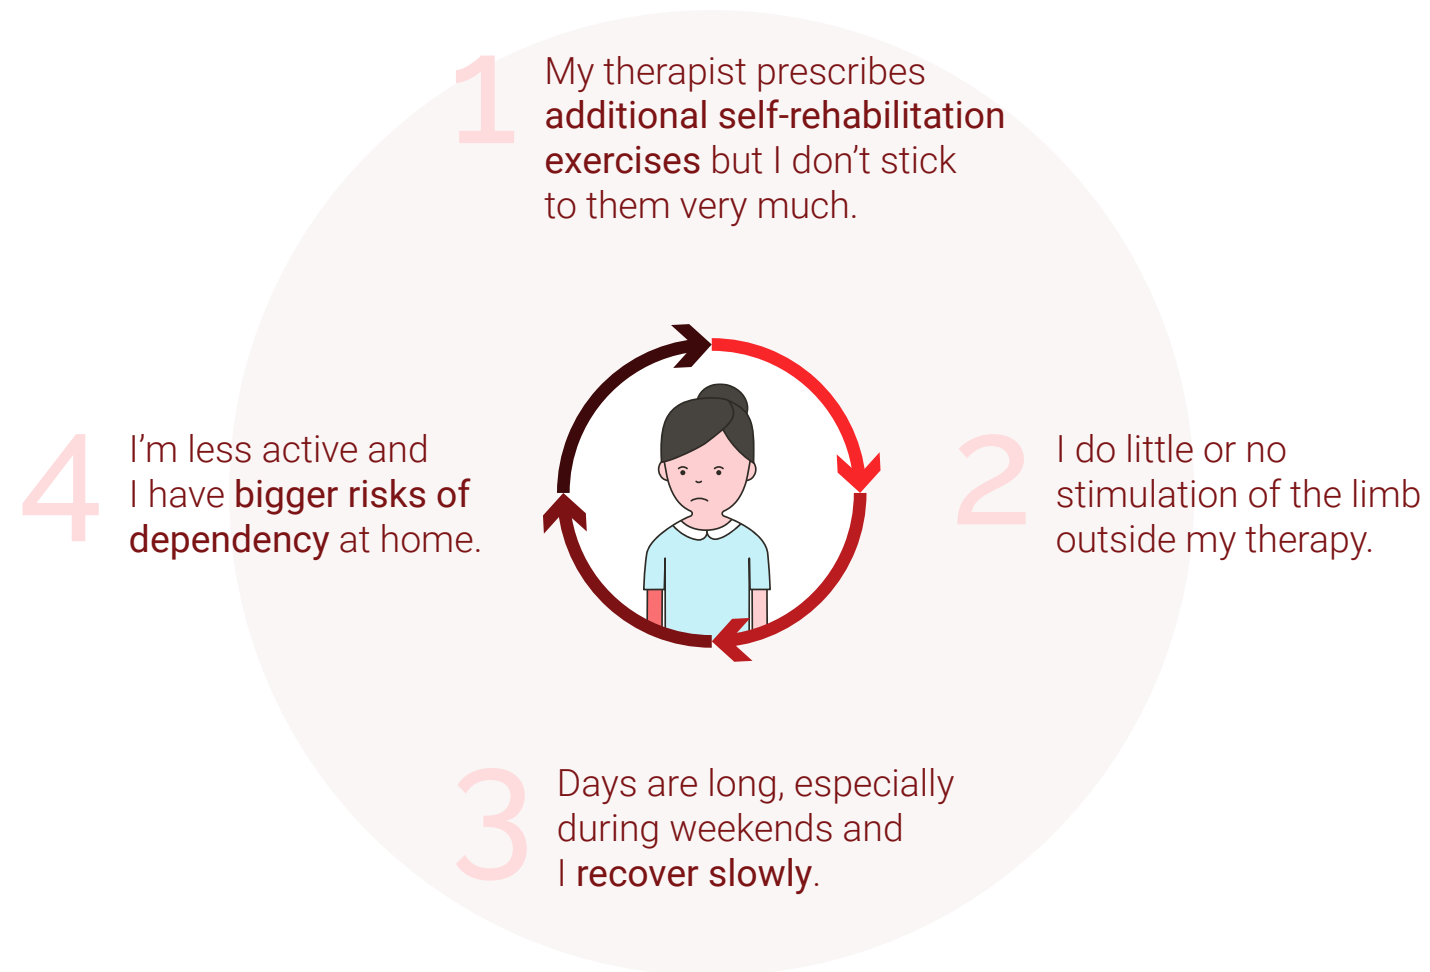 1
My therapist prescribes
additional self-rehabilitation
exercises but I don’t stick
to them very much.
2
I do little or no
stimulation of the limb
outside my therapy.
3
Days are long, especially
during weekends and
I recover slowly.
4
I’m less active and
I have bigger risks of
dependency at home.